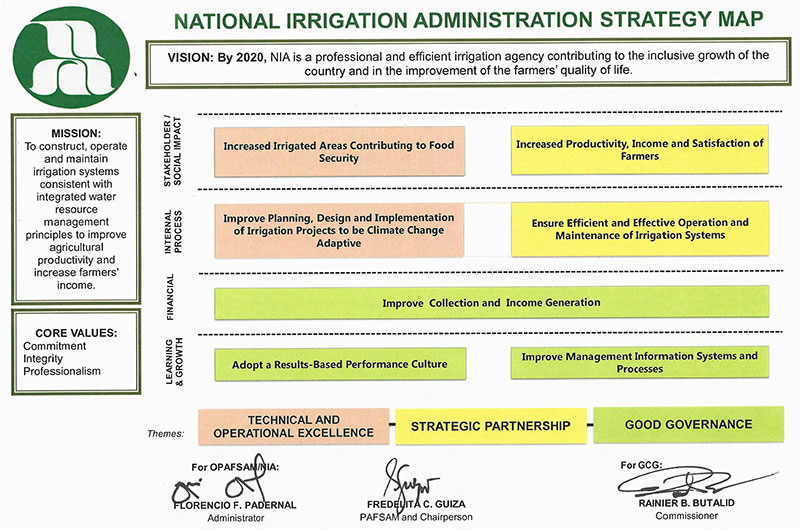 NATIONAL IRRIGATION ADMINISTRATION STRATEGY MAP
VISION: By 2020, NIA is a professional and efficient irrigation agency contributing to the inclusive growth of the
country and in the improvement of the farmers' quality of life.
MISSION:
To construct, operate
and maintain
irrigation systems
consistent with
integrated water
resource
management
principles to improve
agricultural
productivity and
increase farmers'
income.
CORE VALUES:
Commitment
Integrity
Professionalism
STAKEHOLDER /
SOCIAL IMPACT
Increased Irrigated Areas Contributing to Food
Security
Increased Productivity, Income and Satisfaction of
Farmers
INTERNAL
PROCESS
Improve Planning, Design and Implementation
of Irrigation Projects to be Climate Change
Adaptive
Ensure Efficient and Effective Operation and
Maintenance of Irrigation Systems
FINANCIAL
Improve Collection and Income Generation
LEARNING
& GROWTH
Adopt a Results-Based Performance Culture
Improve Management Information Systems and
Processes
Themes:
TECHNICAL AND
OPERATIONAL EXCELLENCE
STRATEGIC PARTNERSHIP
GOOD GOVERNANCE
For OPAFSAM/NIA:
FLORENCIO F. PADERNAL
Administrator
FREDELITA C. GUIZA
PAFSAM and Chairperson
For GCG:
RAINIER B. BUTALID
Commissioner